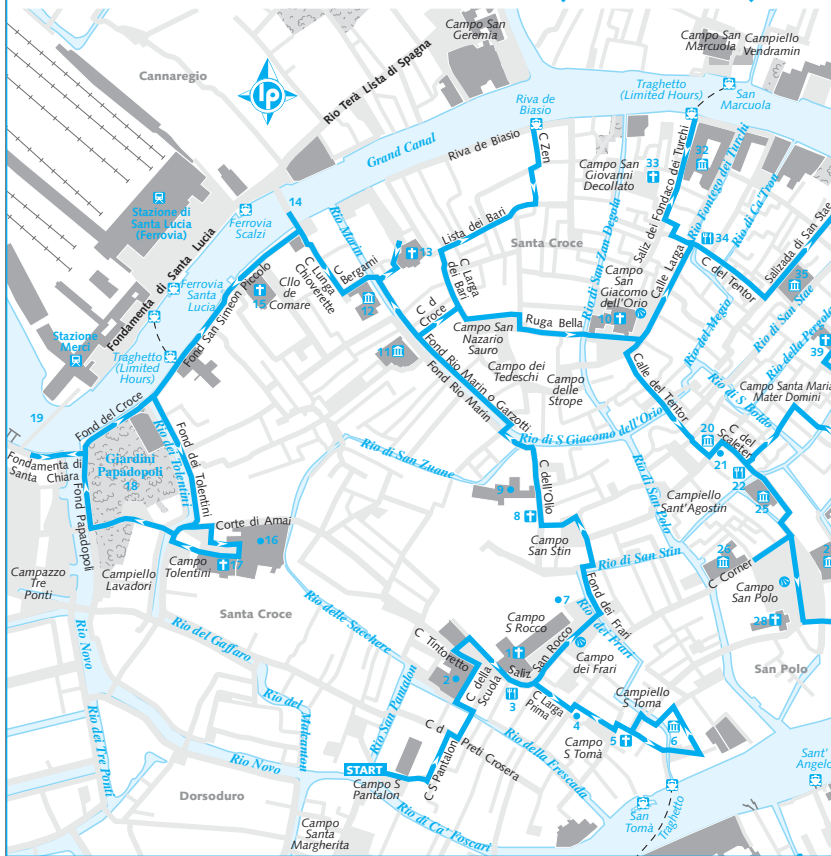 Campo San
Geremia
Campo San
Marcuola
Campiello
Vendramin
Cannaregio
lp
Rio Terà Lista di Spagna
Traghetto
(Limited Hours)
San
Marcuola
Riva de
Biasio
Grand Canal
Riva de Biasio
C Zen
Campo San
Giovanni
Decollato
33
32
Saliz del Fondaco dei Turchi
Rio Fontego dei Turchi
Rio di Ca'Tron
Stazione di
Santa Lucia
(Ferrovia)
14
Ferrovia
Scalzi
Rio Marin
Lista dei Bari
13
Santa Croce
Rio di San Zan Degolà
34
Salizada di San Stae
C del Tentor
35
Fondamenta di Santa Lucia
Ferrovia
Santa
Lucia
C Lunga
Chioverette
C
Bergami
C Larga
dei Bari
Campo
San
Giacomo
dell'Orio
Calle Larga
Rio di San Stae
15
Cllo
de
Comare
12
C d
Croce
Ruga Bella
10
Rio del Megio
Rio della Pergola
39
Stazione
Merci
Traghetto
(Limited
Hours)
Fond San Simeon Piccolo
11
Campo San
Nazario
Sauro
Campo dei
Tedeschi
Campo
delle
Strope
Calle del Tentor
Rio di S Boldo
Campo Santa Maria
Mater Domini
Fond Rio Marin o Garzotti
Fond Rio Marin
19
Fond del Croce
Rio di S Giacomo dell'Orio
20
C del
Scaleter
Fondamenta di
Santa Chiara
Giardini
Papadopoli
18
Rio dei Tolentini
Fond dei Tolentini
Rio di San Zuane
21
22
9
C dell'Olio
Rio di San Polo
Campiello
Sant'Agostin
25
Fond Papadopoli
Corte di Amai
16
8
Campo
San Stin
Rio di San Stin
26
C Corner
Campo
Tolentini
17
Campazzo
Tre
Ponti
Campiello
Lavadori
Campo
San Polo
Santa Croce
7
Fond dei Frari
Rio delle Sacchere
Campo
S Rocco
Rio dei Frari
28
Rio Novo
Rio del Gaffaro
C Tintoretto
1
Saliz San Rocco
Campo
dei Frari
San Polo
2
C della
Scuola
3
C Larga
Prima
Campiello
S Toma
Rio del Malcanton
Rio San Pantalon
4
Campo
S Tomà
5
6
Rio dei Tre Ponti
C d Preti Crosera
Rio della Frescada
Rio Novo
START
Campo S
Pantalon
C S Pantalon
Sant'
Angelo
Dorsoduro
Rio di Ca' Foscari
Campo
Santa
Margherita
San
Tomà
Traghetto